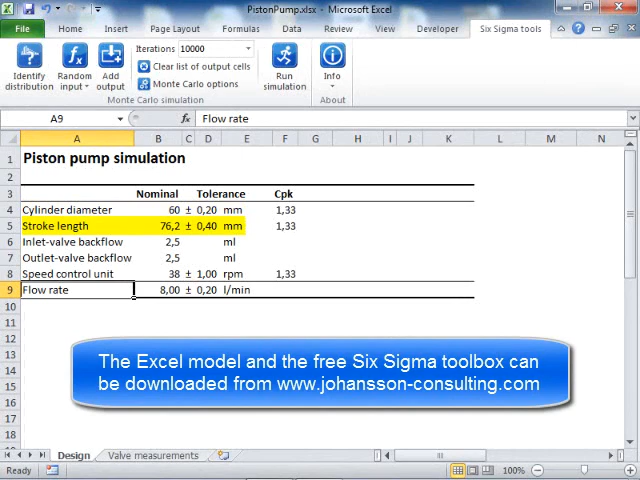 PistonPump.xlsx - Microsoft Excel
File Home Insert Page Layout Formulas Data Review View Developer Six Sigma tools
Identify distribution
Random input
Add output
Iterations 10000
Clear list of output cells
Monte Carlo options
Run simulation
Info
Monte Carlo simulation About
A9 fx Flow rate
A B C D E F G H I J K L M N
1 Piston pump simulation
2
3 Nominal Tolerance Cpk
4 Cylinder diameter 60 ± 0,20 mm 1,33
5 Stroke length 76,2 ± 0,40 mm 1,33
6 Inlet-valve backflow 2,5 ml
7 Outlet-valve backflow 2,5 ml
8 Speed control unit 38 ± 1,00 rpm 1,33
9 Flow rate 8,00 ± 0,20 l/min
10
11
12
13
14
15
16
17
18
The Excel model and the free Six Sigma toolbox can
be downloaded from www.johansson-consulting.com
Design Valve measurements
Ready 100%